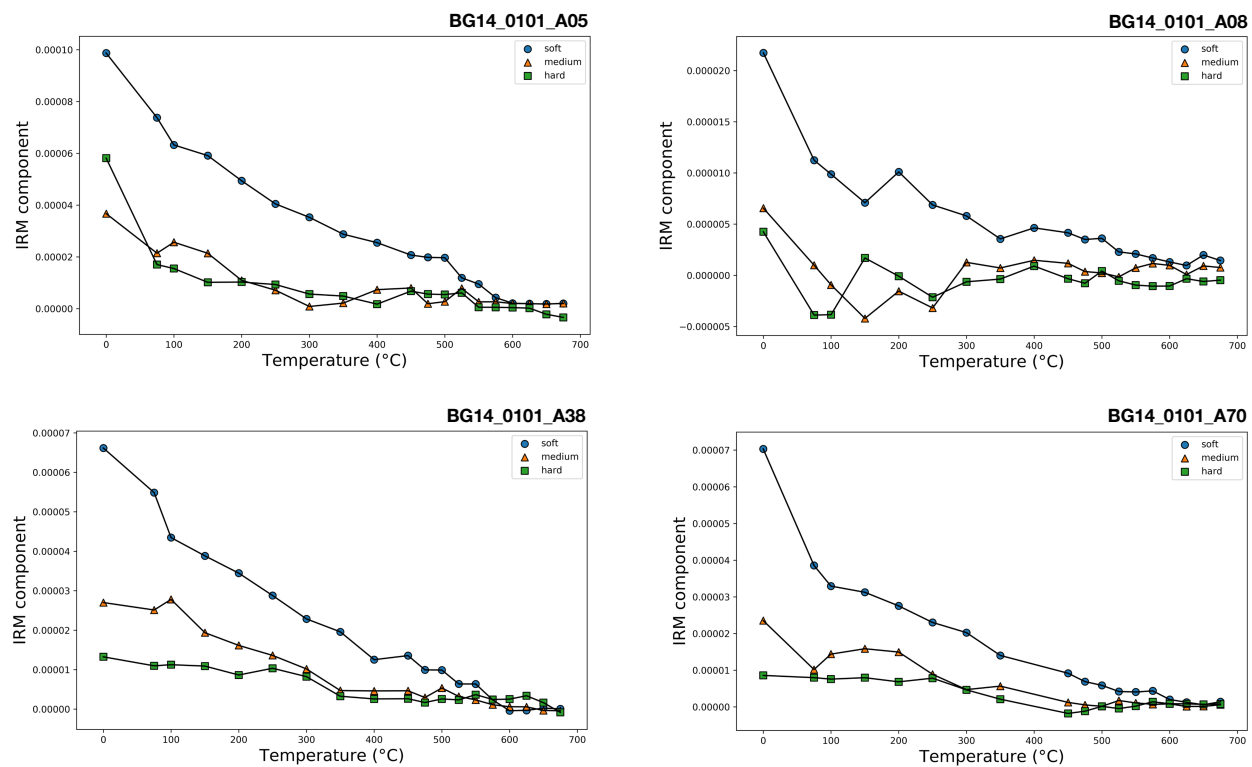 BG14_0101_A05
0.00010
0.00008
0.00006
0.00004
0.00002
0.00000
IRM component
soft
medium
hard
0 100 200 300 400 500 600 700
Temperature (°C)
BG14_0101_A08
0.000020
0.000015
0.000010
0.000005
0.000000
−0.000005
IRM component
soft
medium
hard
0 100 200 300 400 500 600 700
Temperature (°C)
BG14_0101_A38
0.00007
0.00006
0.00005
0.00004
0.00003
0.00002
0.00001
0.00000
IRM component
soft
medium
hard
0 100 200 300 400 500 600 700
Temperature (°C)
BG14_0101_A70
0.00007
0.00006
0.00005
0.00004
0.00003
0.00002
0.00001
0.00000
IRM component
soft
medium
hard
0 100 200 300 400 500 600 700
Temperature (°C)